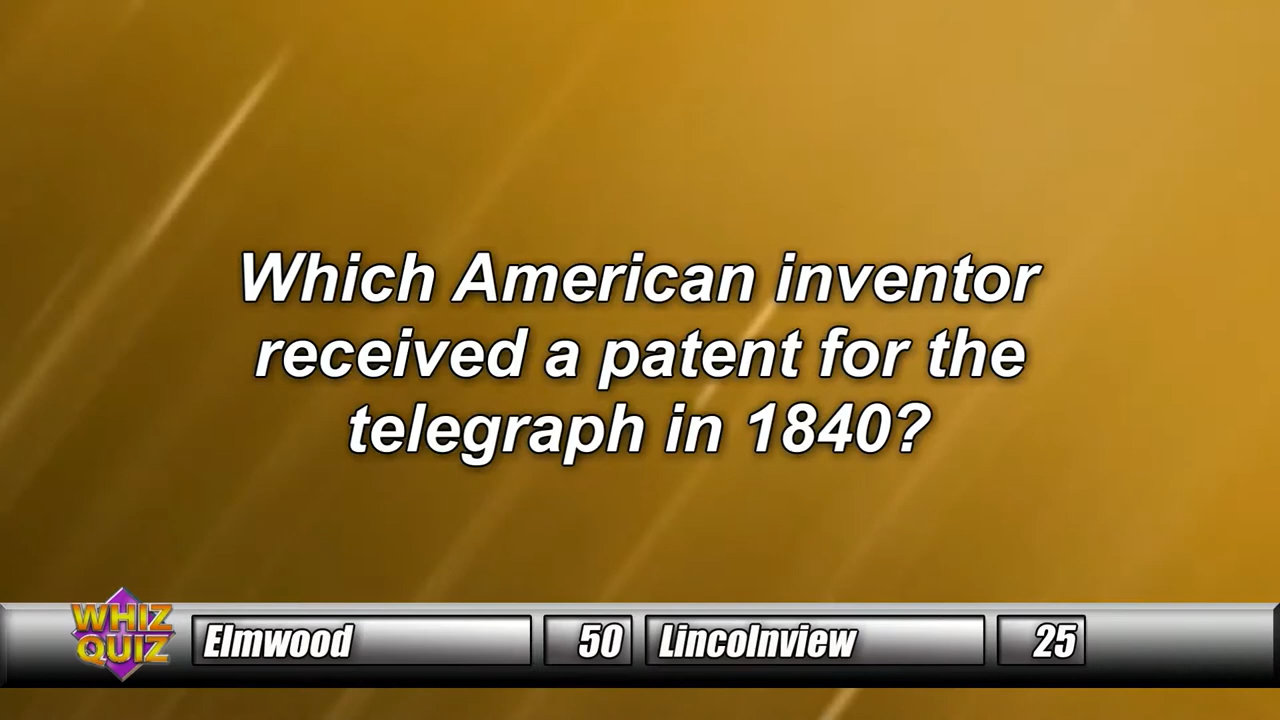 Which American inventor
received a patent for the
telegraph in 1840?
WHIZ
QUIZ
Elmwood 50 Lincolnview 25